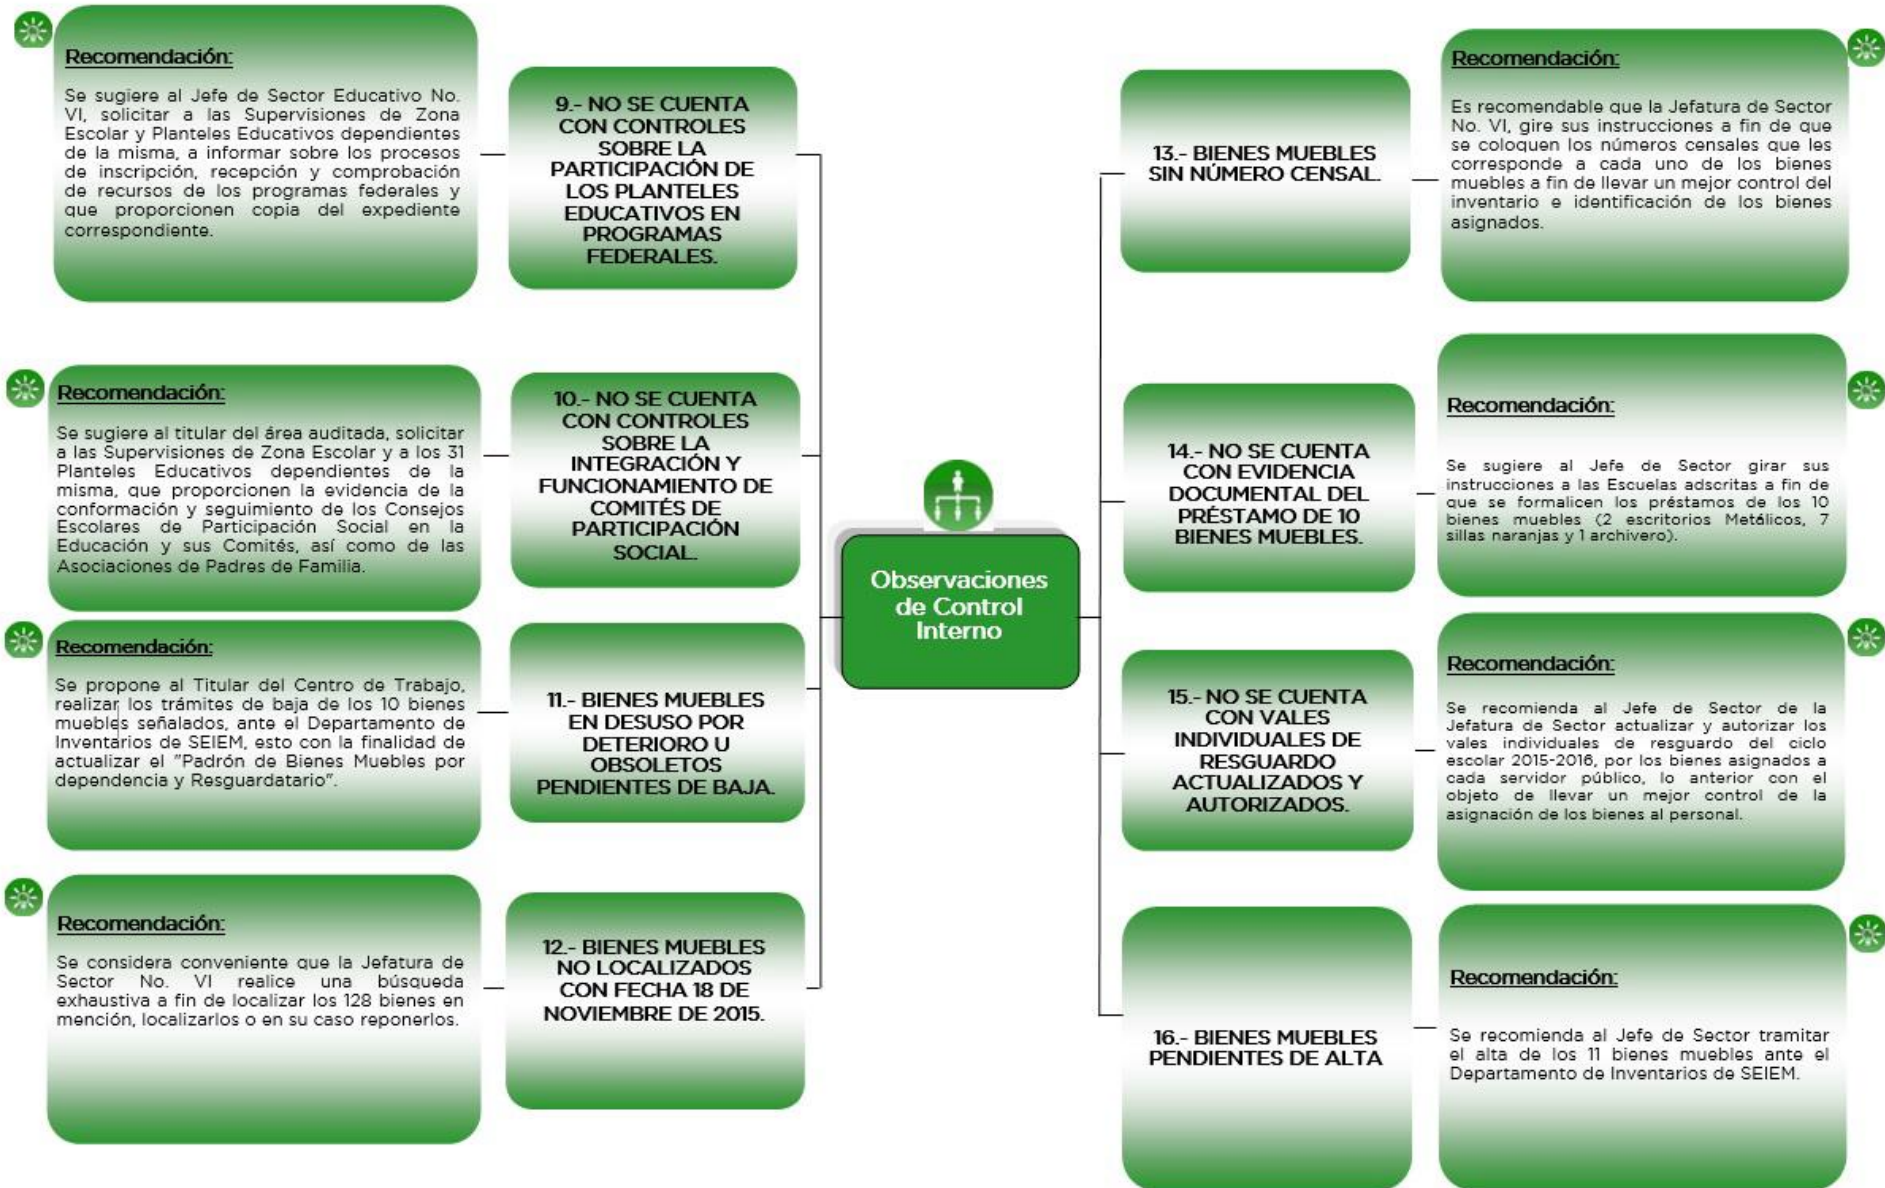 Recomendación:
Se sugiere al Jefe de Sector Educativo No.
VI, solicitar a las Supervisiones de Zona
Escolar y Planteles Educativos dependientes
de la misma, a informar sobre los procesos
de inscripción, recepción y comprobación
de recursos de los programas federales y
que proporcionen copia del expediente
correspondiente.
9.- NO SE CUENTA
CON CONTROLES
SOBRE LA
PARTICIPACIÓN DE
LOS PLANTELES
EDUCATIVOS EN
PROGRAMAS
FEDERALES.
Recomendación:
Se sugiere al titular del área auditada, solicitar
a las Supervisiones de Zona Escolar y a los 31
Planteles Educativos dependientes de la
misma, que proporcionen la evidencia de la
conformación y seguimiento de los Consejos
Escolares de Participación Social en la
Educación y sus Comités, así como de las
Asociaciones de Padres de Familia.
10.- NO SE CUENTA
CON CONTROLES
SOBRE LA
INTEGRACIÓN Y
FUNCIONAMIENTO DE
COMITÉS DE
PARTICIPACIÓN
SOCIAL.
Recomendación:
Se propone al Titular del Centro de Trabajo,
realizar los trámites de baja de los 10 bienes
muebles señalados, ante el Departamento de
Inventarios de SEIEM, esto con la finalidad de
actualizar el "Padrón de Bienes Muebles por
dependencia y Resguardatario".
11.- BIENES MUEBLES
EN DESUSO POR
DETERIORO U
OBSOLETOS
PENDIENTES DE BAJA.
Recomendación:
Se considera conveniente que la Jefatura de
Sector No. VI realice una búsqueda
exhaustiva a fin de localizar los 128 bienes en
mención, localizarlos o en su caso reponerlos.
12.- BIENES MUEBLES
NO LOCALIZADOS
CON FECHA 18 DE
NOVIEMBRE DE 2015.
Observaciones
de Control
Interno
13.- BIENES MUEBLES
SIN NÚMERO CENSAL.
Recomendación:
Es recomendable que la Jefatura de Sector
No. VI, gire sus instrucciones a fin de que
se coloquen los números censales que les
corresponde a cada uno de los bienes
muebles a fin de llevar un mejor control del
inventario e identificación de los bienes
asignados.
14.- NO SE CUENTA
CON EVIDENCIA
DOCUMENTAL DEL
PRÉSTAMO DE 10
BIENES MUEBLES.
Recomendación:
Se sugiere al Jefe de Sector girar sus
instrucciones a las Escuelas adscritas a fin de
que se formalicen los préstamos de los 10
bienes muebles (2 escritorios Metálicos, 7
sillas naranjas y 1 archivero).
15.- NO SE CUENTA
CON VALES
INDIVIDUALES DE
RESGUARDO
ACTUALIZADOS Y
AUTORIZADOS.
Recomendación:
Se recomienda al Jefe de Sector de la
Jefatura de Sector actualizar y autorizar los
vales individuales de resguardo del ciclo
escolar 2015-2016, por los bienes asignados a
cada servidor público, lo anterior con el
objeto de llevar un mejor control de la
asignación de los bienes al personal.
16.- BIENES MUEBLES
PENDIENTES DE ALTA
Recomendación:
Se recomienda al Jefe de Sector tramitar
el alta de los 11 bienes muebles ante el
Departamento de Inventarios de SEIEM.